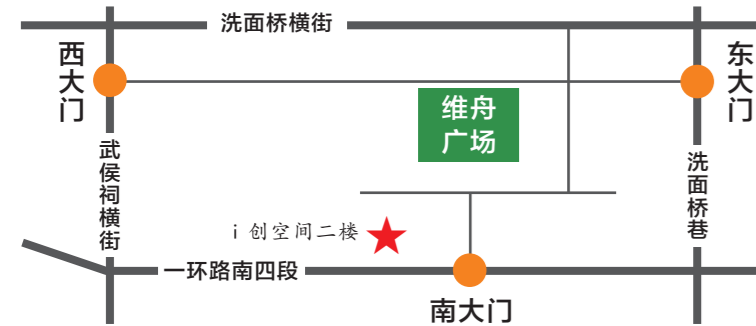 洗面桥横街
西大门
东大门
维舟
广场
武侯祠横街
洗面桥巷
i 创空间二楼
一环路南四段
南大门